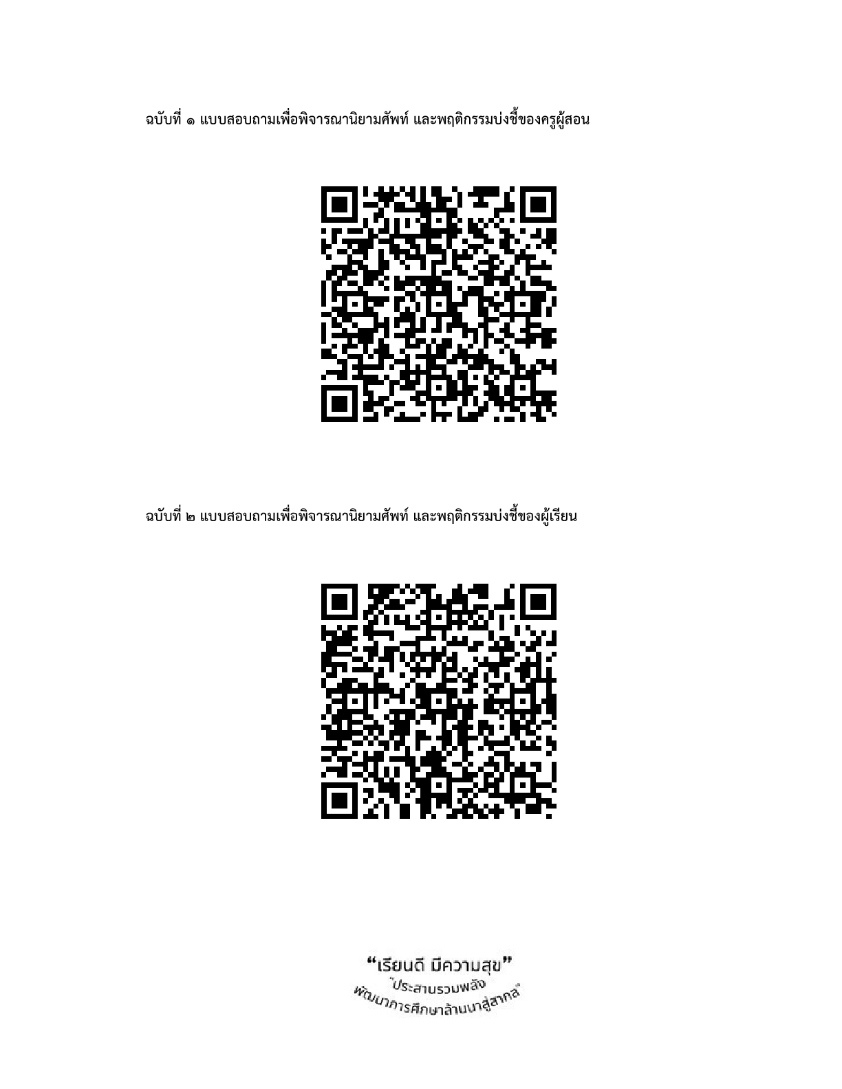 ฉบับที่ ๑ แบบสอบถามเพื่อพิจารณานิยามศัพท์ และพฤติกรรมบ่งชี้ของครูผู้สอน
ฉบับที่ ๒ แบบสอบถามเพื่อพิจารณานิยามศัพท์ และพฤติกรรมบ่งชี้ของผู้เรียน
“เรียนดี มีความสุข”
“ประสานรวมพลัง
พัฒนาการศึกษาล้านนาสู่สากล”